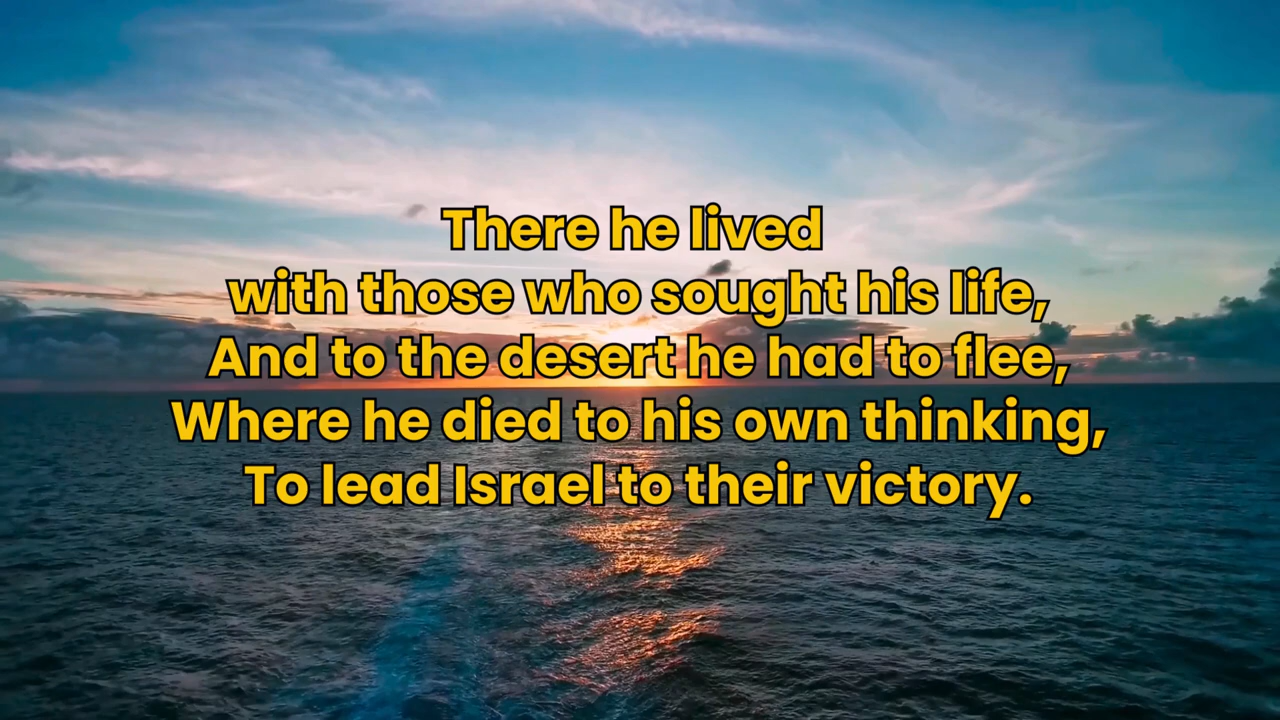 There he lived
with those who sought his life,
And to the desert he had to flee,
Where he died to his own thinking,
To lead Israel to their victory.